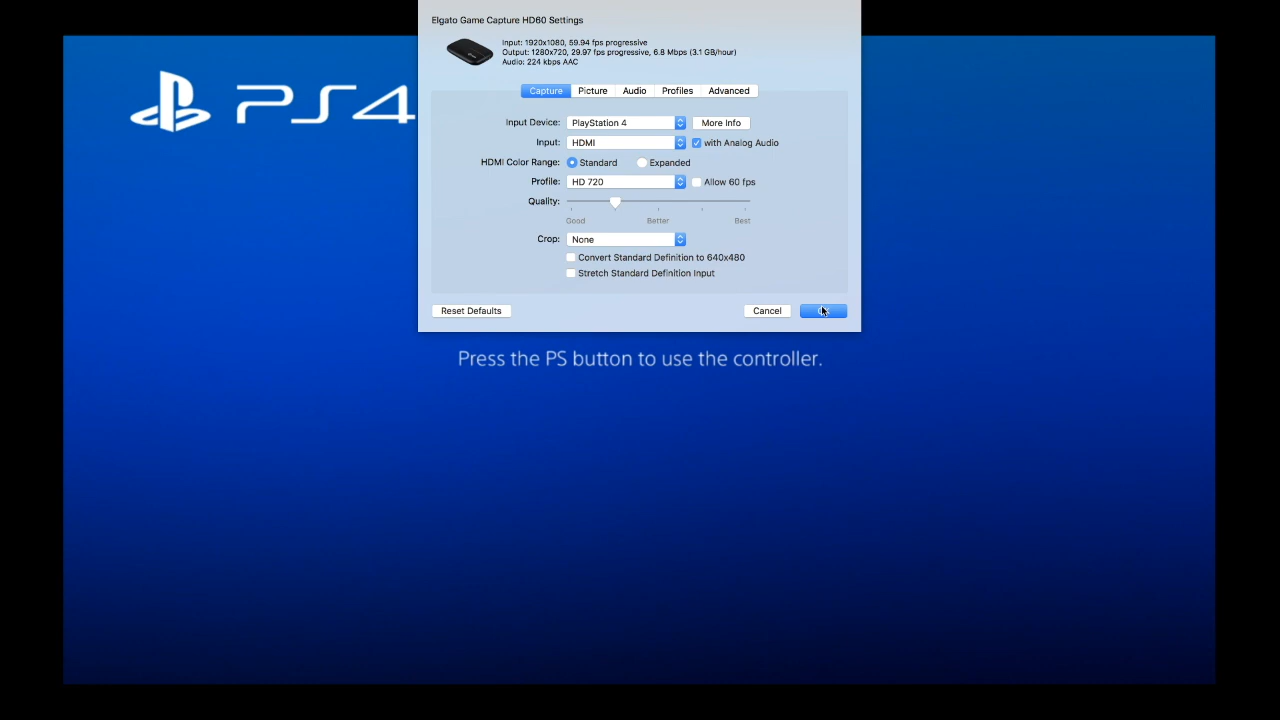 Elgato Game Capture HD60 Settings
Input: 1920x1080, 59.94 fps progressive
Output: 1280x720, 29.97 fps progressive, 6.8 Mbps (3.1 GB/hour)
Audio: 224 kbps AAC
PS4
Capture Picture Audio Profiles Advanced
Input Device: PlayStation 4 More Info
Input: HDMI with Analog Audio
HDMI Color Range: Standard Expanded
Profile: HD 720 Allow 60 fps
Quality:
Good Better Best
Crop: None
Convert Standard Definition to 640x480
Stretch Standard Definition Input
Reset Defaults Cancel
Press the PS button to use the controller.